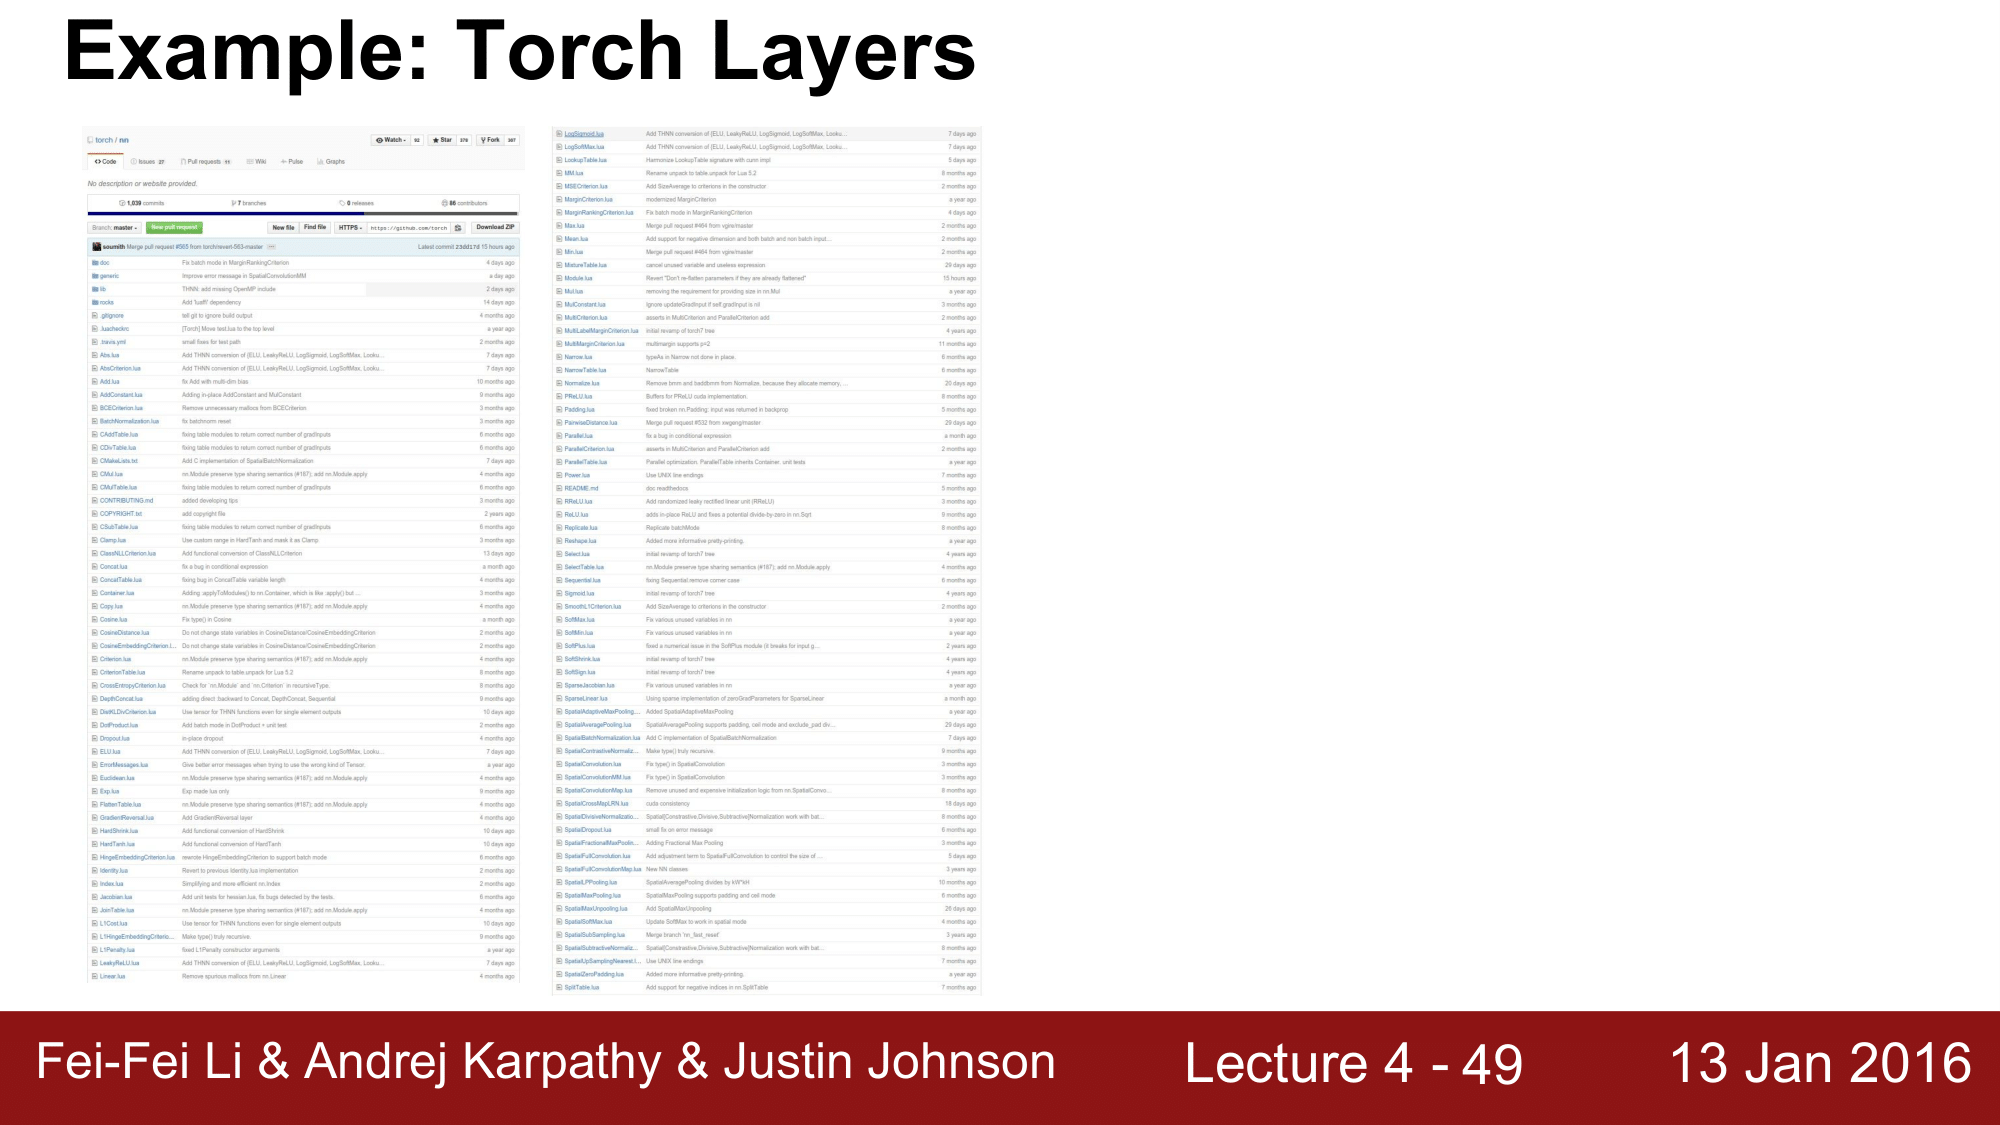 Example: Torch Layers
torch / nn
Watch 92 Star 378 Fork 387
Code Issues 27 Pull requests 11 Wiki Pulse Graphs
No description or website provided.
1,039 commits 7 branches 0 releases 86 contributors
Branch: master New pull request New file Find file HTTPS https://github.com/torch Download ZIP
soumith Merge pull request #565 from torch/revert-563-master Latest commit 23dd17d 15 hours ago
doc Fix batch mode in MarginRankingCriterion 4 days ago
generic Improve error message in SpatialConvolutionMM a day ago
lib THNN: add missing OpenMP include 2 days ago
rocks Add 'luaffi' dependency 14 days ago
.gitignore tell git to ignore build output 4 months ago
.luacheckrc [Torch] Move test.lua to the top level a year ago
.travis.yml small fixes for test path 2 months ago
Abs.lua Add THNN conversion of {ELU, LeakyReLU, LogSigmoid, LogSoftMax, Looku... 7 days ago
AbsCriterion.lua Add THNN conversion of {ELU, LeakyReLU, LogSigmoid, LogSoftMax, Looku... 7 days ago
Add.lua fix Add with multi-dim bias 10 months ago
AddConstant.lua Adding in-place AddConstant and MulConstant 9 months ago
BCECriterion.lua Remove unnecessary mallocs from BCECriterion 3 months ago
BatchNormalization.lua fix batchnorm reset 3 months ago
CAddTable.lua fixing table modules to return correct number of gradInputs 6 months ago
CDivTable.lua fixing table modules to return correct number of gradInputs 6 months ago
CMakeLists.txt Add C implementation of SpatialBatchNormalization 7 days ago
CMul.lua nn.Module preserve type sharing semantics (#187); add nn.Module.apply 4 months ago
CMulTable.lua fixing table modules to return correct number of gradInputs 6 months ago
CONTRIBUTING.md added developing tips 3 months ago
COPYRIGHT.txt add copyright file 2 years ago
CSubTable.lua fixing table modules to return correct number of gradInputs 6 months ago
Clamp.lua Use custom range in HardTanh and mask it as Clamp 3 months ago
ClassNLLCriterion.lua Add functional conversion of ClassNLLCriterion 13 days ago
Concat.lua fix a bug in conditional expression a month ago
ConcatTable.lua fixing bug in ConcatTable variable length 4 months ago
Container.lua Adding :applyToModules() to nn.Container, which is like :apply() but ... 3 months ago
Copy.lua nn.Module preserve type sharing semantics (#187); add nn.Module.apply 4 months ago
Cosine.lua Fix type() in Cosine a month ago
CosineDistance.lua Do not change state variables in CosineDistance/CosineEmbeddingCriterion 2 months ago
CosineEmbeddingCriterion.l... Do not change state variables in CosineDistance/CosineEmbeddingCriterion 2 months ago
Criterion.lua nn.Module preserve type sharing semantics (#187); add nn.Module.apply 4 months ago
CriterionTable.lua Rename unpack to table.unpack for Lua 5.2 8 months ago
CrossEntropyCriterion.lua Check for `nn.Module` and `nn.Criterion` in recursiveType. 8 months ago
DepthConcat.lua adding direct :backward to Concat, DepthConcat, Sequential 9 months ago
DistKLDivCriterion.lua Use tensor for THNN functions even for single element outputs 10 days ago
DotProduct.lua Add batch mode in DotProduct + unit test 2 months ago
Dropout.lua in-place dropout 4 months ago
ELU.lua Add THNN conversion of {ELU, LeakyReLU, LogSigmoid, LogSoftMax, Looku... 7 days ago
ErrorMessages.lua Give better error messages when trying to use the wrong kind of Tensor. a year ago
Euclidean.lua nn.Module preserve type sharing semantics (#187); add nn.Module.apply 4 months ago
Exp.lua Exp made lua only 9 months ago
FlattenTable.lua nn.Module preserve type sharing semantics (#187); add nn.Module.apply 4 months ago
GradientReversal.lua Add GradientReversal layer 4 months ago
HardShrink.lua Add functional conversion of HardShrink 10 days ago
HardTanh.lua Add functional conversion of HardTanh 10 days ago
HingeEmbeddingCriterion.lua rewrote HingeEmbeddingCriterion to support batch mode 6 months ago
Identity.lua Revert to previous Identity.lua implementation 2 months ago
Index.lua Simplifying and more efficient nn.Index 2 months ago
Jacobian.lua Add unit tests for hessian.lua, fix bugs detected by the tests. 6 months ago
JoinTable.lua nn.Module preserve type sharing semantics (#187); add nn.Module.apply 4 months ago
L1Cost.lua Use tensor for THNN functions even for single element outputs 10 days ago
L1HingeEmbeddingCriterio... Make type() truly recursive. 9 months ago
L1Penalty.lua fixed L1Penalty constructor arguments a year ago
LeakyReLU.lua Add THNN conversion of {ELU, LeakyReLU, LogSigmoid, LogSoftMax, Looku... 7 days ago
Linear.lua Remove spurious mallocs from nn.Linear 4 months ago
LogSigmoid.lua Add THNN conversion of {ELU, LeakyReLU, LogSigmoid, LogSoftMax, Looku... 7 days ago
LogSoftMax.lua Add THNN conversion of {ELU, LeakyReLU, LogSigmoid, LogSoftMax, Looku... 7 days ago
LookupTable.lua Harmonize LookupTable signature with cunn impl 5 days ago
MM.lua Rename unpack to table.unpack for Lua 5.2 8 months ago
MSECriterion.lua Add SizeAverage to criterions in the constructor 2 months ago
MarginCriterion.lua modernized MarginCriterion a year ago
MarginRankingCriterion.lua Fix batch mode in MarginRankingCriterion 4 days ago
Max.lua Merge pull request #464 from vgire/master 2 months ago
Mean.lua Add support for negative dimension and both batch and non batch input... 2 months ago
Min.lua Merge pull request #464 from vgire/master 2 months ago
MixtureTable.lua cancel unused variable and useless expression 29 days ago
Module.lua Revert "Don't re-flatten parameters if they are already flattened" 15 hours ago
Mul.lua removing the requirement for providing size in nn.Mul a year ago
MulConstant.lua Ignore updateGradInput if self.gradInput is nil 3 months ago
MultiCriterion.lua asserts in MultiCriterion and ParallelCriterion add 2 months ago
MultiLabelMarginCriterion.lua initial revamp of torch7 tree 4 years ago
MultiMarginCriterion.lua multimargin supports p=2 11 months ago
Narrow.lua typeAs in Narrow not done in place. 6 months ago
NarrowTable.lua NarrowTable 6 months ago
Normalize.lua Remove bmm and baddbmm from Normalize, because they allocate memory, ... 20 days ago
PReLU.lua Buffers for PReLU cuda implementation. 8 months ago
Padding.lua fixed broken nn.Padding: input was returned in backprop 5 months ago
PairwiseDistance.lua Merge pull request #532 from xwgeng/master 29 days ago
Parallel.lua fix a bug in conditional expression a month ago
ParallelCriterion.lua asserts in MultiCriterion and ParallelCriterion add 2 months ago
ParallelTable.lua Parallel optimization, ParallelTable inherits Container, unit tests a year ago
Power.lua Use UNIX line endings 7 months ago
README.md doc readthedocs 5 months ago
RReLU.lua Add randomized leaky rectified linear unit (RReLU) 3 months ago
ReLU.lua adds in-place ReLU and fixes a potential divide-by-zero in nn.Sqrt 9 months ago
Replicate.lua Replicate batchMode 8 months ago
Reshape.lua Added more informative pretty-printing. a year ago
Select.lua initial revamp of torch7 tree 4 years ago
SelectTable.lua nn.Module preserve type sharing semantics (#187); add nn.Module.apply 4 months ago
Sequential.lua fixing Sequential.remove corner case 6 months ago
Sigmoid.lua initial revamp of torch7 tree 4 years ago
SmoothL1Criterion.lua Add SizeAverage to criterions in the constructor 2 months ago
SoftMax.lua Fix various unused variables in nn a year ago
SoftMin.lua Fix various unused variables in nn a year ago
SoftPlus.lua fixed a numerical issue in the SoftPlus module (it breaks for input g... 2 years ago
SoftShrink.lua initial revamp of torch7 tree 4 years ago
SoftSign.lua initial revamp of torch7 tree 4 years ago
SparseJacobian.lua Fix various unused variables in nn a year ago
SparseLinear.lua Using sparse implementation of zeroGradParameters for SparseLinear a month ago
SpatialAdaptiveMaxPooling.... Added SpatialAdaptiveMaxPooling a year ago
SpatialAveragePooling.lua SpatialAveragePooling supports padding, ceil mode and exclude_pad div... 29 days ago
SpatialBatchNormalization.lua Add C implementation of SpatialBatchNormalization 7 days ago
SpatialContrastiveNormaliz... Make type() truly recursive. 9 months ago
SpatialConvolution.lua Fix type() in SpatialConvolution 3 months ago
SpatialConvolutionMM.lua Fix type() in SpatialConvolution 3 months ago
SpatialConvolutionMap.lua Remove unused and expensive initialization logic from nn.SpatialConvo... 8 months ago
SpatialCrossMapLRN.lua cuda consistency 18 days ago
SpatialDivisiveNormalizatio... Spatial{Constrastive,Divisive,Subtractive}Normalization work with bat... 8 months ago
SpatialDropout.lua small fix on error message 6 months ago
SpatialFractionalMaxPoolin... Adding Fractional Max Pooling 3 months ago
SpatialFullConvolution.lua Add adjustment term to SpatialFullConvolution to control the size of ... 5 days ago
SpatialFullConvolutionMap.lua New NN classes 3 years ago
SpatialLPPooling.lua SpatialAveragePooling divides by kW*kH 10 months ago
SpatialMaxPooling.lua SpatialMaxPooling supports padding and ceil mode 6 months ago
SpatialMaxUnpooling.lua Add SpatialMaxUnpooling 26 days ago
SpatialSoftMax.lua Update SoftMax to work in spatial mode 4 months ago
SpatialSubSampling.lua Merge branch 'nn_fast_reset' 3 years ago
SpatialSubtractiveNormaliz... Spatial{Constrastive,Divisive,Subtractive}Normalization work with bat... 8 months ago
SpatialUpSamplingNearest.l... Use UNIX line endings 7 months ago
SpatialZeroPadding.lua Added more informative pretty-printing. a year ago
SplitTable.lua Add support for negative indices in nn.SplitTable 7 months ago
Fei-Fei Li & Andrej Karpathy & Justin Johnson Lecture 4 - 49 13 Jan 2016